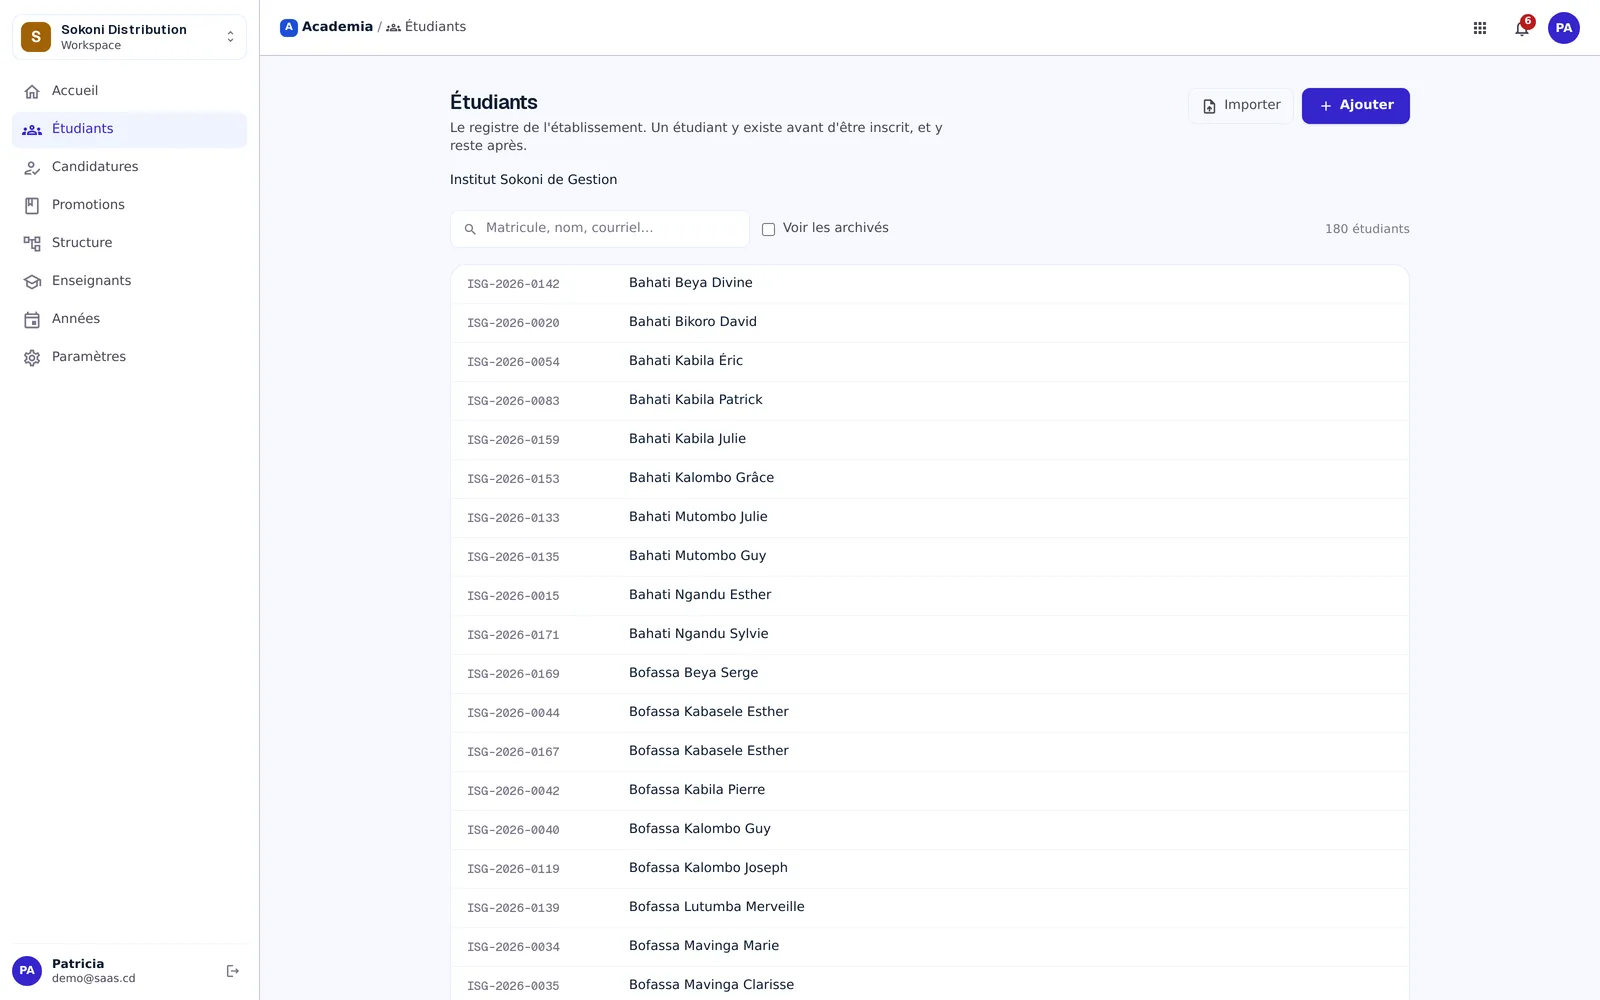 S
Sokoni Distribution
Workspace
Accueil
Étudiants
Candidatures
Promotions
Structure
Enseignants
Années
Paramètres
PA
Patricia
demo@saas.cd
A Academia / Étudiants
6
PA
Étudiants
Le registre de l'établissement. Un étudiant y existe avant d'être inscrit, et y
reste après.
Importer
+ Ajouter
Institut Sokoni de Gestion
Matricule, nom, courriel...
Voir les archivés
180 étudiants
ISG-2026-0142 Bahati Beya Divine
ISG-2026-0020 Bahati Bikoro David
ISG-2026-0054 Bahati Kabila Éric
ISG-2026-0083 Bahati Kabila Patrick
ISG-2026-0159 Bahati Kabila Julie
ISG-2026-0153 Bahati Kalombo Grâce
ISG-2026-0133 Bahati Mutombo Julie
ISG-2026-0135 Bahati Mutombo Guy
ISG-2026-0015 Bahati Ngandu Esther
ISG-2026-0171 Bahati Ngandu Sylvie
ISG-2026-0169 Bofassa Beya Serge
ISG-2026-0044 Bofassa Kabasele Esther
ISG-2026-0167 Bofassa Kabasele Esther
ISG-2026-0042 Bofassa Kabila Pierre
ISG-2026-0040 Bofassa Kalombo Guy
ISG-2026-0119 Bofassa Kalombo Joseph
ISG-2026-0139 Bofassa Lutumba Merveille
ISG-2026-0034 Bofassa Mavinga Marie
ISG-2026-0035 Bofassa Mavinga Clarisse